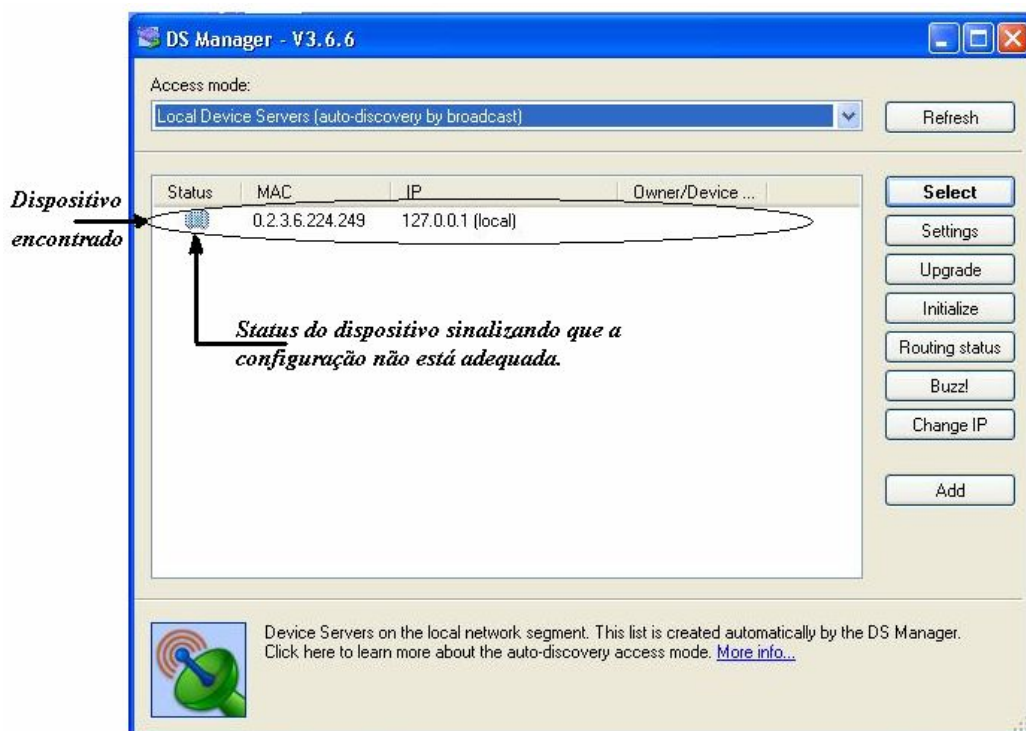 DS Manager - V3.6.6
Access mode:
Local Device Servers (auto-discovery by broadcast)
Refresh
Status MAC IP Owner/Device ...
Dispositivo
encontrado
0.2.3.6.224.249 127.0.0.1 (local)
Status do dispositivo sinalizando que a
configuração não está adequada.
Select
Settings
Upgrade
Initialize
Routing status
Buzz!
Change IP
Add
Device Servers on the local network segment. This list is created automatically by the DS Manager.
Click here to learn more about the auto-discovery access mode. More info...